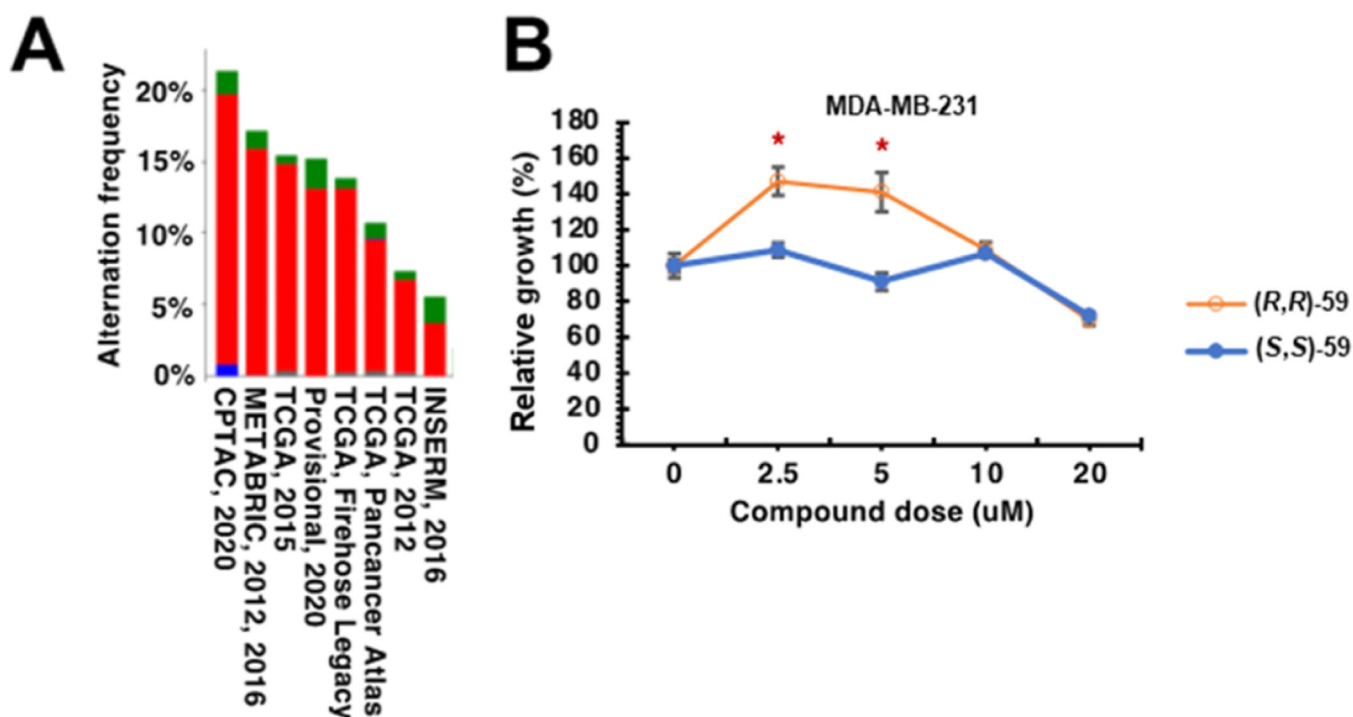 A
Alternation frequency
20%
15%
10%
5%
0%
CPTAC, 2020
METABRIC, 2012, 2016
TCGA, 2015
Provisional, 2020
TCGA, Firehose Legacy
TCGA, Pancancer Atlas
TCGA, 2012
INSERM, 2016
B
MDA-MB-231
Relative growth (%)
180
160
140
120
100
80
60
40
20
0
* *
0 2.5 5 10 20
Compound dose (uM)
(R,R)-59
(S,S)-59